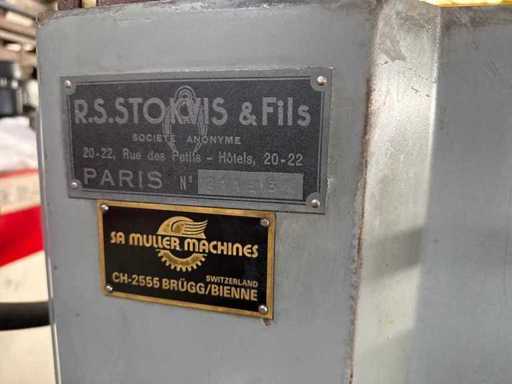 R.S. STOKVIS & Fils
SOCIÉTÉ ANONYME
20-22, Rue des Petits - Hôtels, 20-22
PARIS N°
SA MULLER MACHINES
SWITZERLAND
CH-2555 BRÜGG/BIENNE